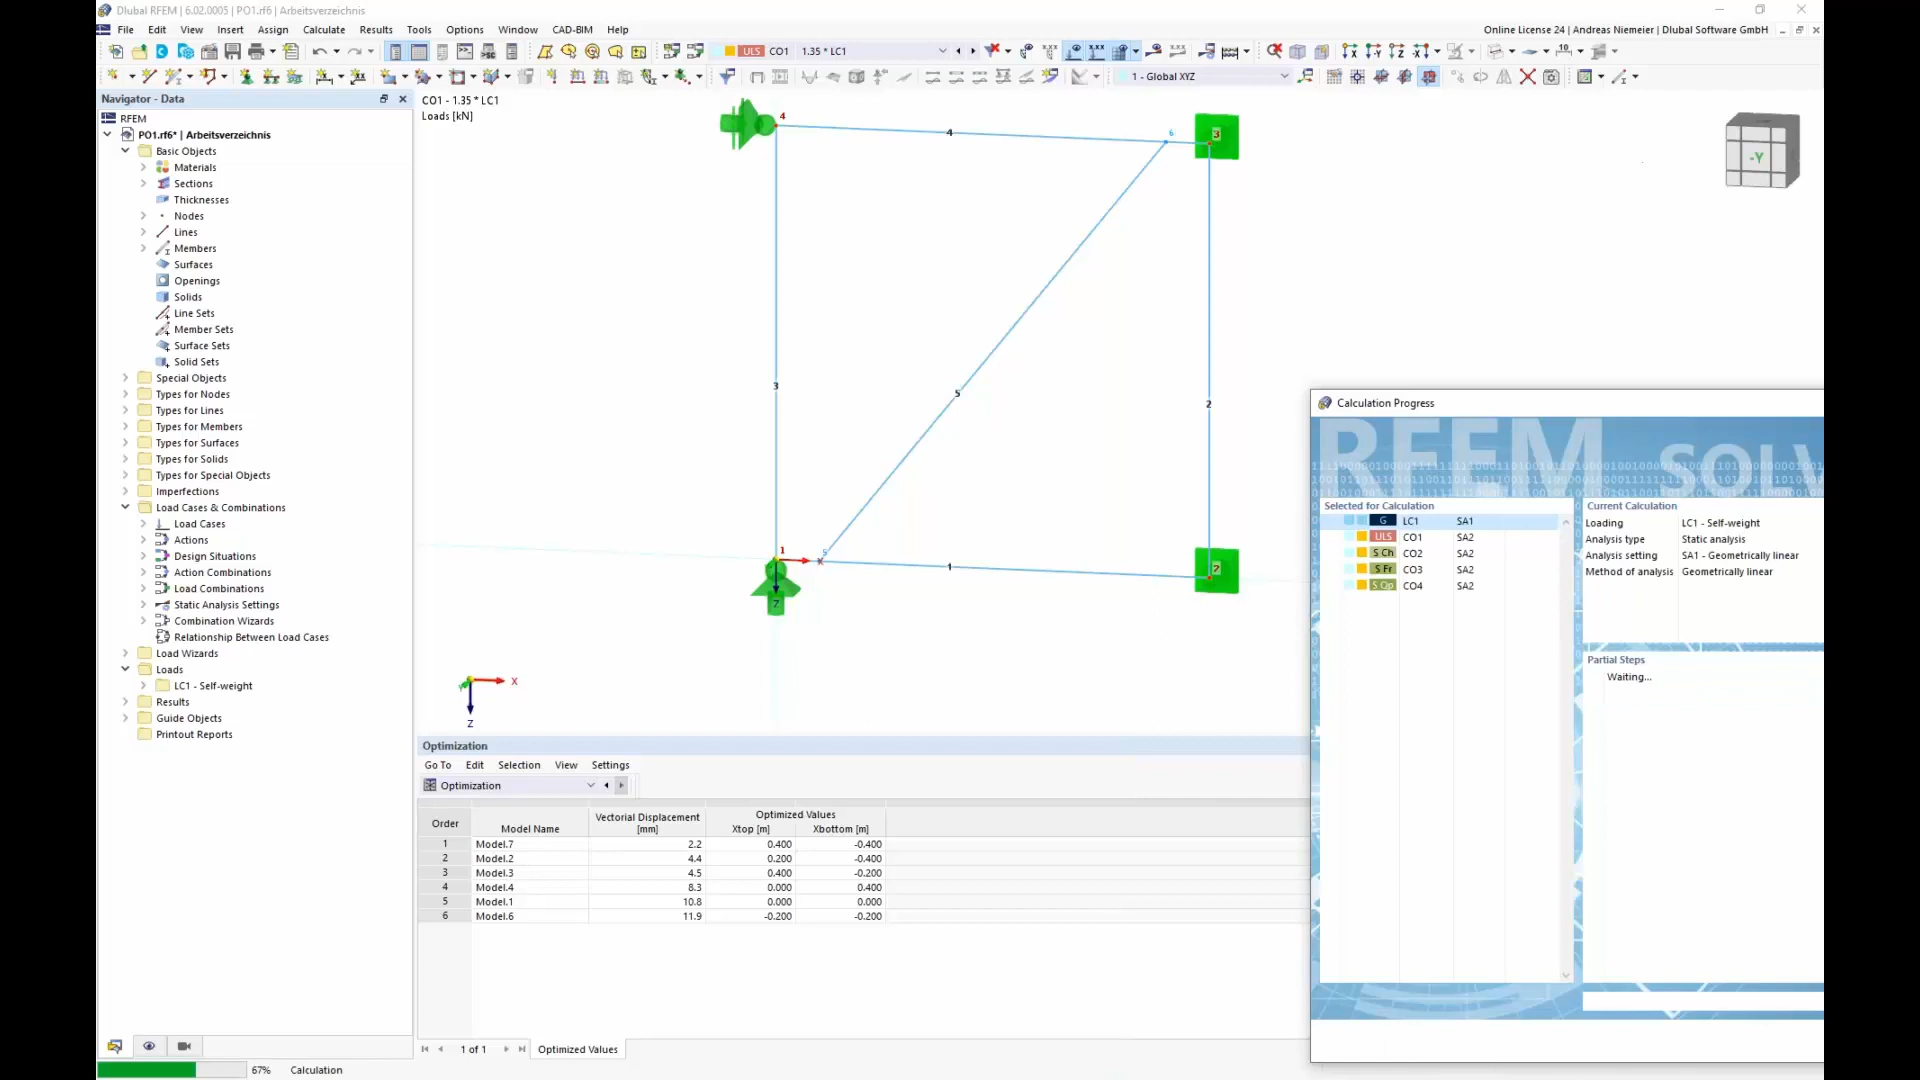 Dlubal RFEM | 6.02.0005 | PO1.rf6 | Arbeitsverzeichnis
File Edit View Insert Assign Calculate Results Tools Options Window CAD-BIM Help
Online License 24 | Andreas Niemeier | Dlubal Software GmbH
ULS CO1 1.35 * LC1
1 - Global XYZ
Navigator - Data
RFEM
PO1.rf6* | Arbeitsverzeichnis
Basic Objects
Materials
Sections
Thicknesses
Nodes
Lines
Members
Surfaces
Openings
Solids
Line Sets
Member Sets
Surface Sets
Solid Sets
Special Objects
Types for Nodes
Types for Lines
Types for Members
Types for Surfaces
Types for Solids
Types for Special Objects
Imperfections
Load Cases & Combinations
Load Cases
Actions
Design Situations
Action Combinations
Load Combinations
Static Analysis Settings
Combination Wizards
Relationship Between Load Cases
Load Wizards
Loads
LC1 - Self-weight
Results
Guide Objects
Printout Reports
67% Calculation
CO1 - 1.35 * LC1
Loads [kN]
4
4
6
3
-Y
3
5
2
1
5
X
1
2
Z
X
Z
Optimization
Go To Edit Selection View Settings
Optimization
Order Model Name Vectorial Displacement [mm] Optimized Values Xtop [m] Xbottom [m]
1 Model.7 2.2 0.400 -0.400
2 Model.2 4.4 0.200 -0.400
3 Model.3 4.5 0.400 -0.200
4 Model.4 8.3 0.000 0.400
5 Model.1 10.8 0.000 0.000
6 Model.6 11.9 -0.200 -0.200
1 of 1 Optimized Values
Calculation Progress
RFEM SOLV
Selected for Calculation
G LC1 SA1
ULS CO1 SA2
S Ch CO2 SA2
S Fr CO3 SA2
S Qp CO4 SA2
Current Calculation
Loading LC1 - Self-weight
Analysis type Static analysis
Analysis setting SA1 - Geometrically linear
Method of analysis Geometrically linear
Partial Steps
Waiting...